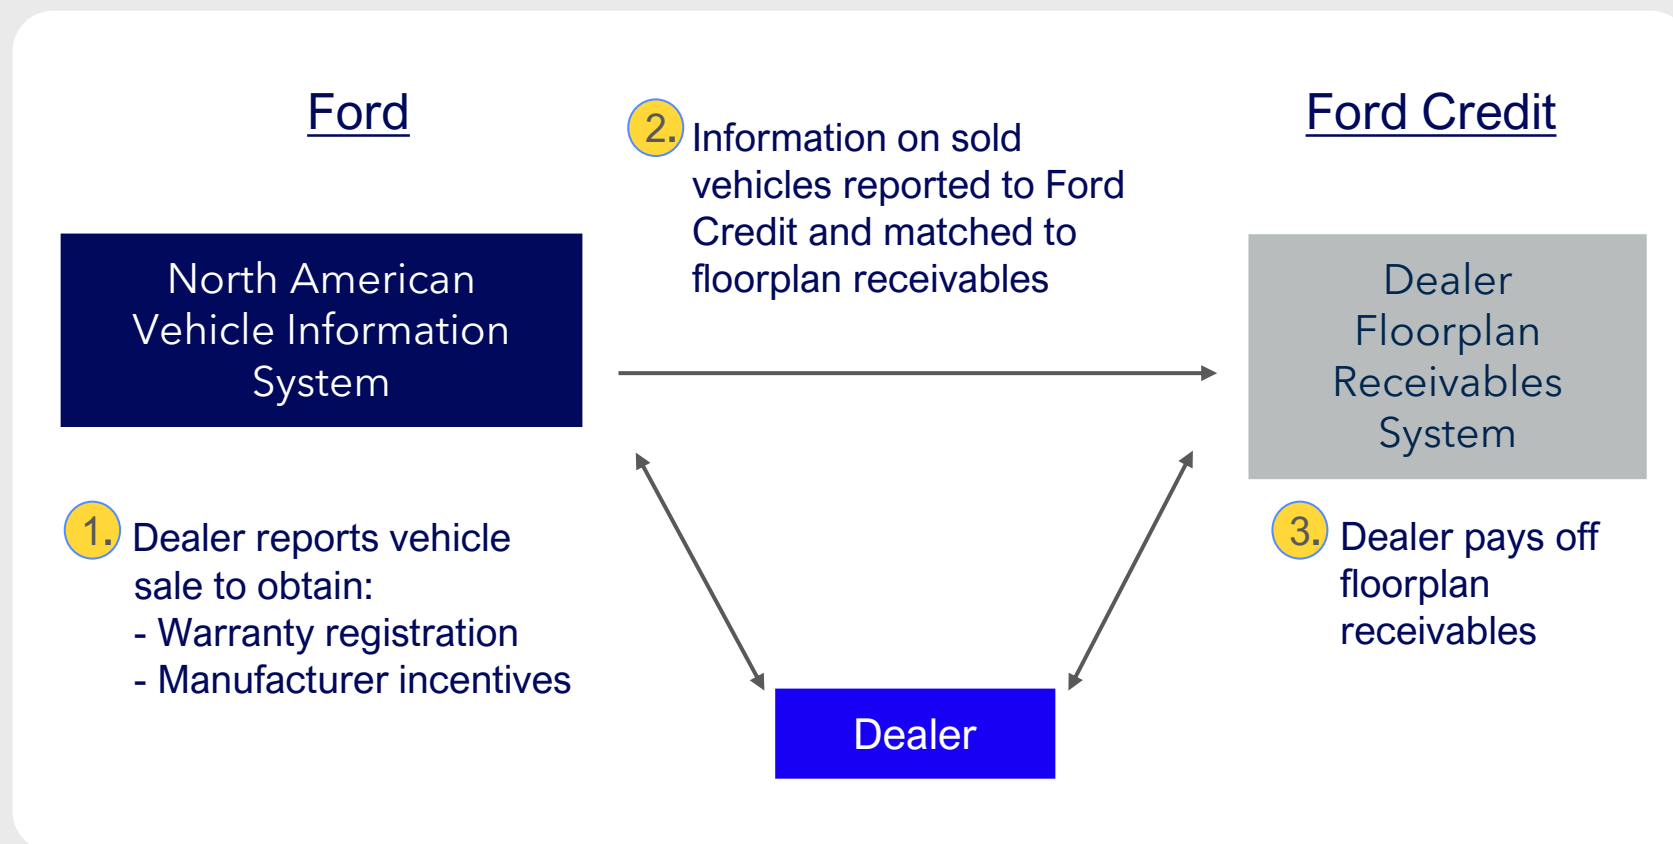 Ford
2. Information on sold
vehicles reported to Ford
Credit and matched to
floorplan receivables
Ford Credit
North American
Vehicle Information
System
Dealer
Floorplan
Receivables
System
1. Dealer reports vehicle
sale to obtain:
- Warranty registration
- Manufacturer incentives
3. Dealer pays off
floorplan
receivables
Dealer